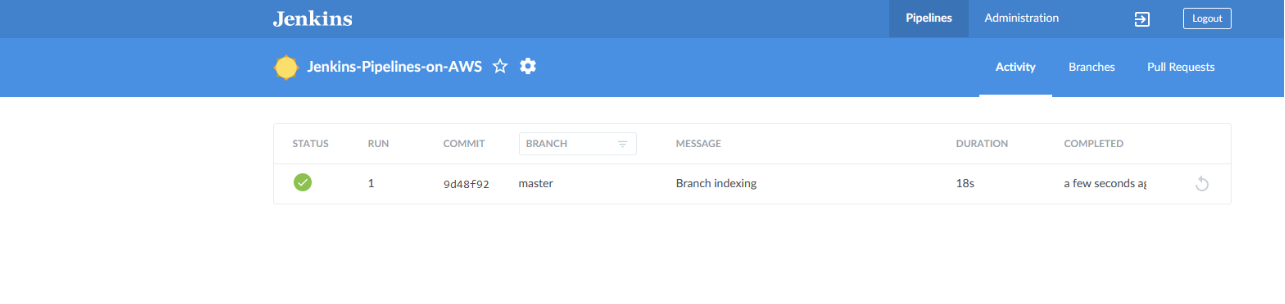 Jenkins Pipelines Administration Logout
Jenkins-Pipelines-on-AWS Activity Branches Pull Requests
STATUS RUN COMMIT BRANCH MESSAGE DURATION COMPLETED
1 9d48f92 master Branch indexing 18s a few seconds ag